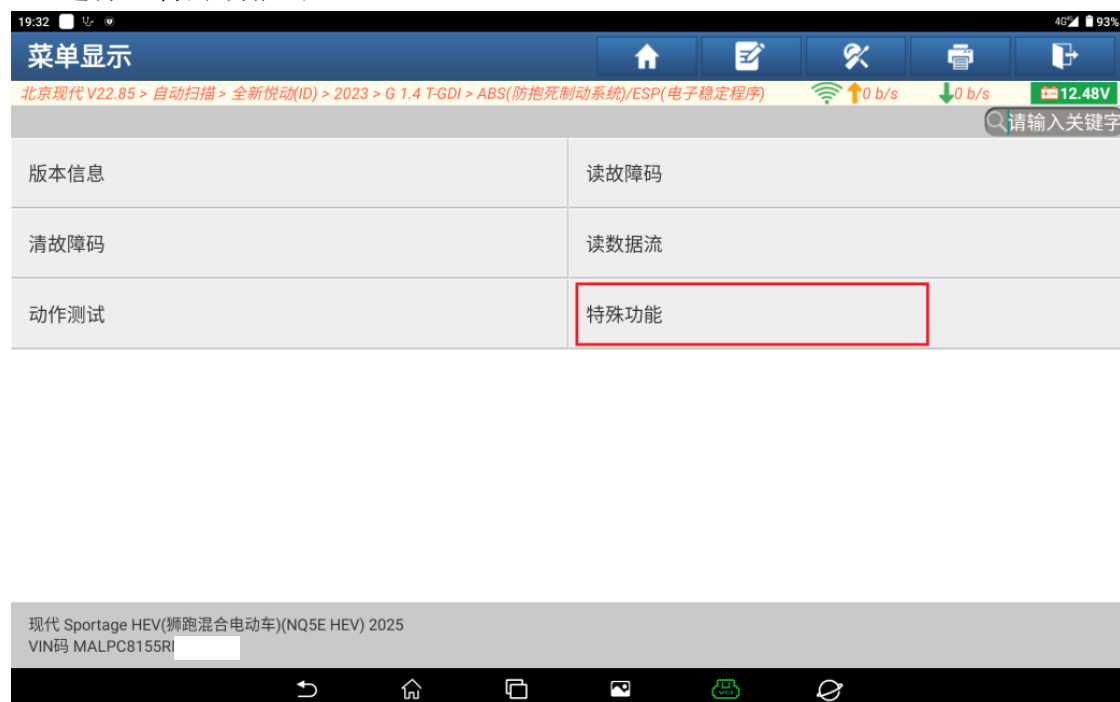 19:32
4G 93%
菜单显示
北京现代 V22.85 > 自动扫描 > 全新悦动(ID) > 2023 > G 1.4 T-GDI > ABS(防抱死制动系统)/ESP(电子稳定程序)
0 b/s
0 b/s
12.48V
请输入关键字
版本信息
读故障码
清故障码
读数据流
动作测试
特殊功能
现代 Sportage HEV(狮跑混合电动车)(NQ5E HEV) 2025
VIN码 MALPC8155R
VCI